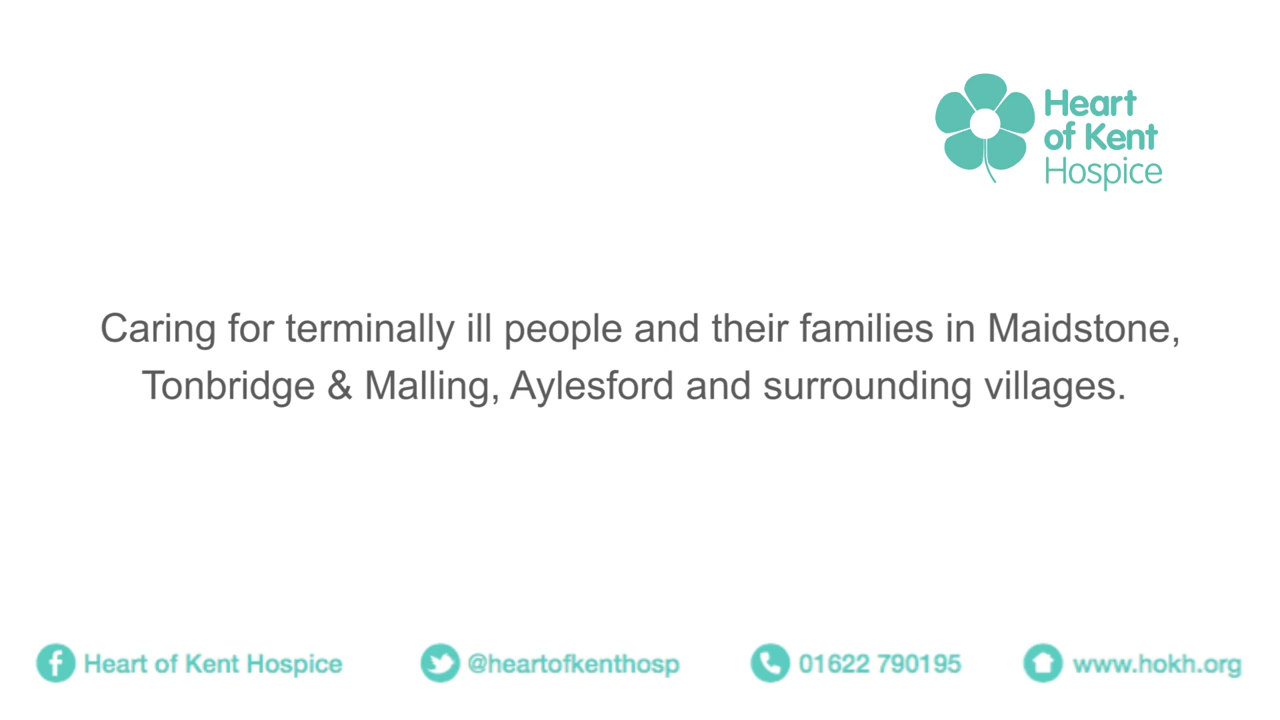 Heart
of Kent
Hospice
Caring for terminally ill people and their families in Maidstone,
Tonbridge & Malling, Aylesford and surrounding villages.
Heart of Kent Hospice @heartofkenthosp 01622 790195 www.hokh.org